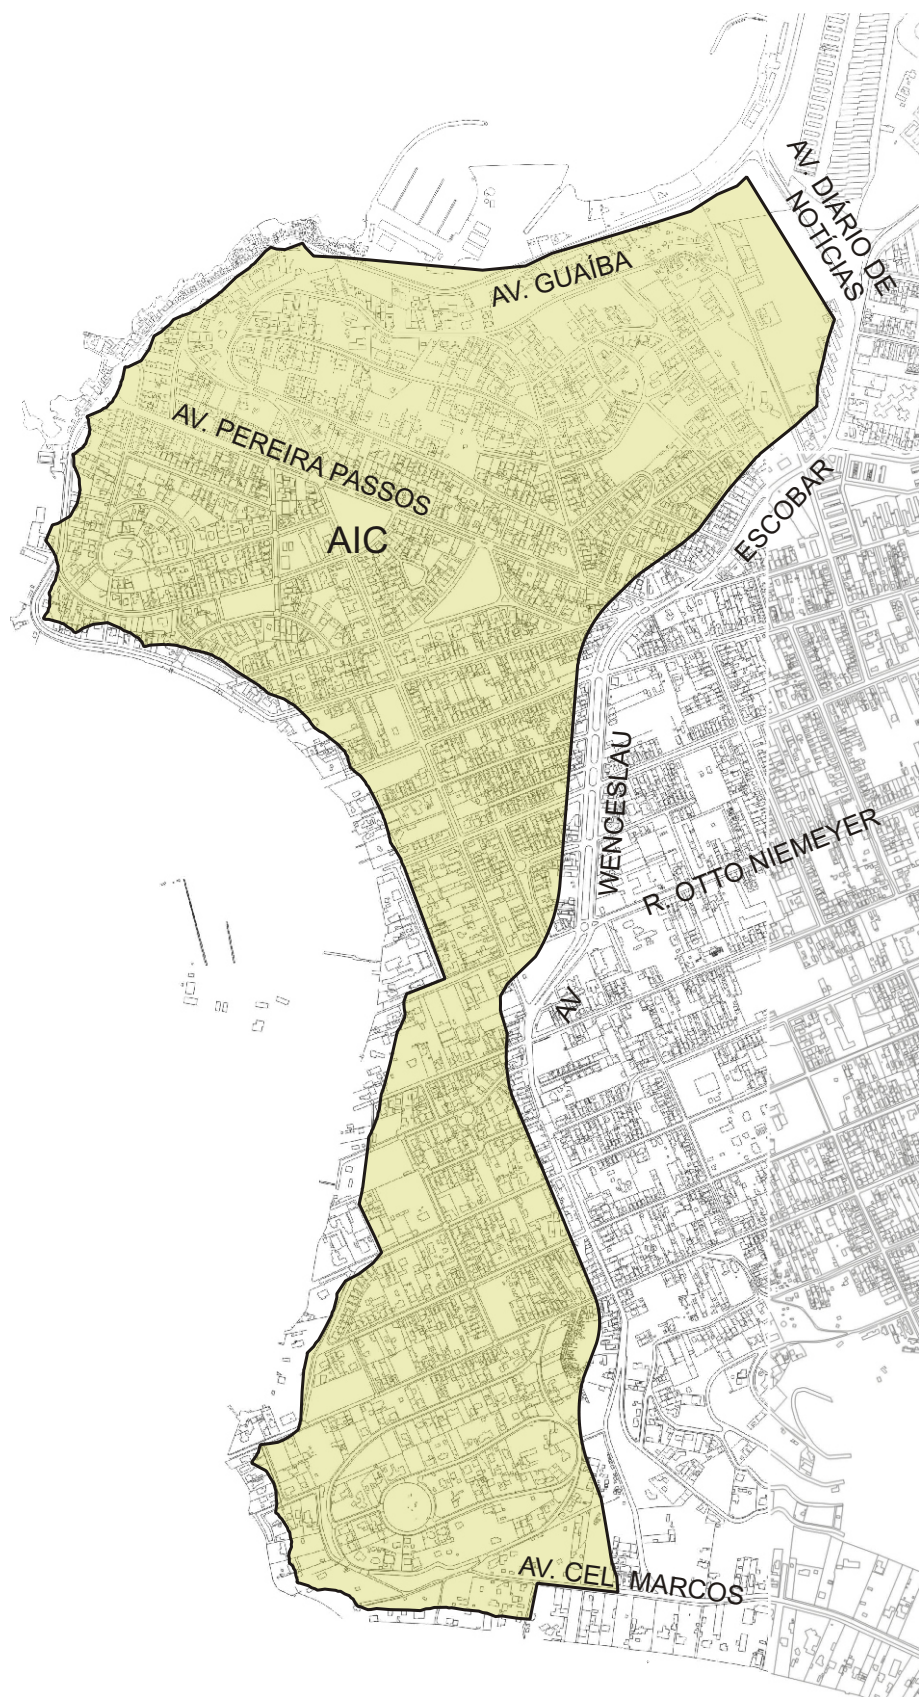 AV. DIÁRIO DE
NOTÍCIAS
AV. GUAÍBA
AV. PEREIRA PASSOS
AIC
ESCOBAR
WENCESLAU
R. OTTO NIEMEYER
AV
AV. CEL. MARCOS